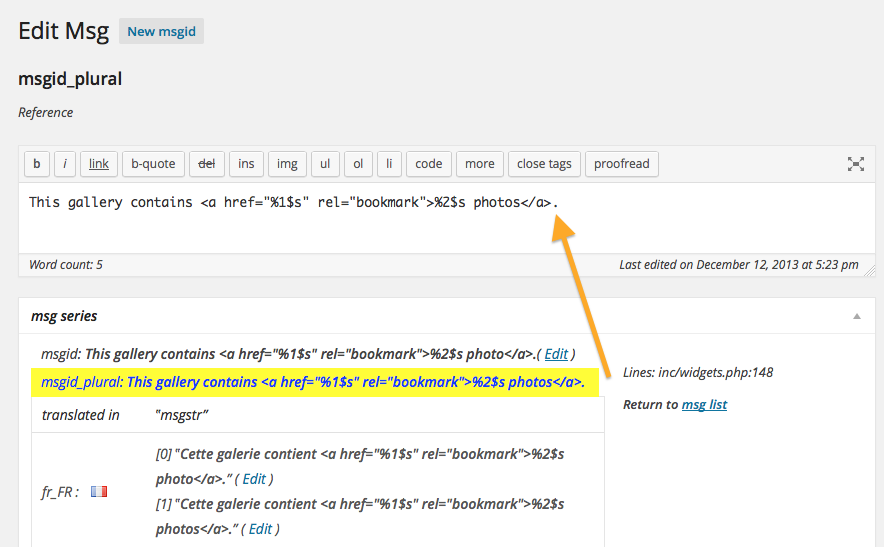 Edit Msg New msgid
msgid_plural
Reference
b i link b-quote del ins img ul ol li code more close tags proofread
This gallery contains <a href="%1$s" rel="bookmark">%2$s photos</a>.
Word count: 5 Last edited on December 12, 2013 at 5:23 pm
msg series
msgid: This gallery contains <a href="%1$s" rel="bookmark">%2$s photo</a>.( Edit )
msgid_plural: This gallery contains <a href="%1$s" rel="bookmark">%2$s photos</a>.
Lines: inc/widgets.php:148
Return to msg list
translated in "msgstr"
fr_FR :
[0] "Cette galerie contient <a href="%1$s" rel="bookmark">%2$s
photo</a>." ( Edit )
[1] "Cette galerie contient <a href="%1$s" rel="bookmark">%2$s
photos</a>." ( Edit )